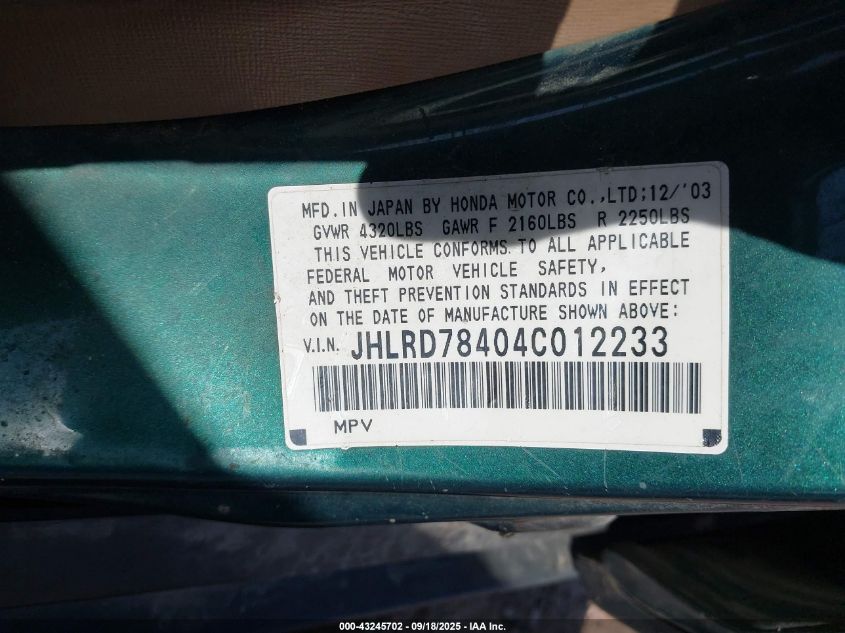 MFD.IN JAPAN BY HONDA MOTOR CO.,LTD;12/'03
GVWR 4320LBS GAWR F 2160LBS R 2250LBS
THIS VEHICLE CONFORMS TO ALL APPLICABLE
FEDERAL MOTOR VEHICLE SAFETY,
AND THEFT PREVENTION STANDARDS IN EFFECT
ON THE DATE OF MANUFACTURE SHOWN ABOVE:
V.I.N. JHLRD78404C012233
MPV
000-43245702 - 09/18/2025 - IAA Inc.